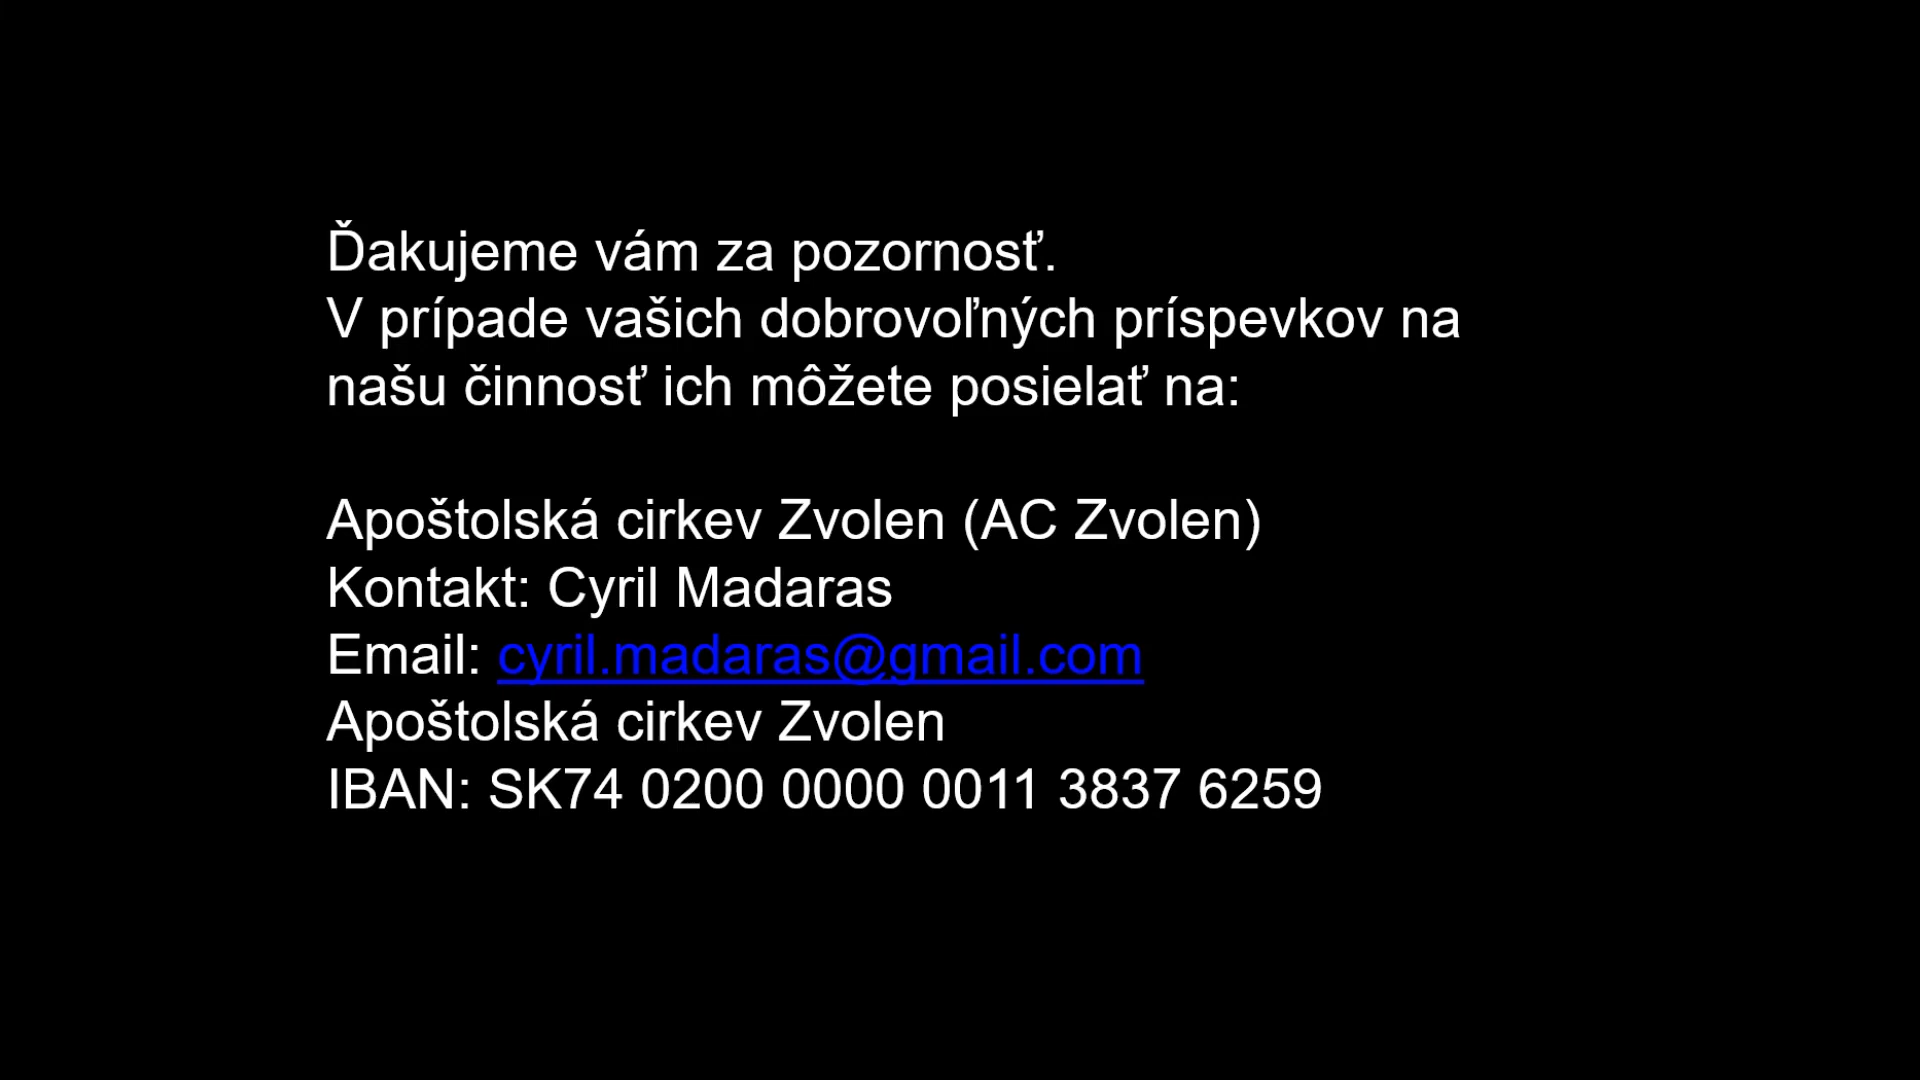 Ďakujeme vám za pozornosť.
V prípade vašich dobrovoľných príspevkov na
našu činnosť ich môžete posielať na:
Apoštolská cirkev Zvolen (AC Zvolen)
Kontakt: Cyril Madaras
Email: cyril.madaras@gmail.com
Apoštolská cirkev Zvolen
IBAN: SK74 0200 0000 0011 3837 6259